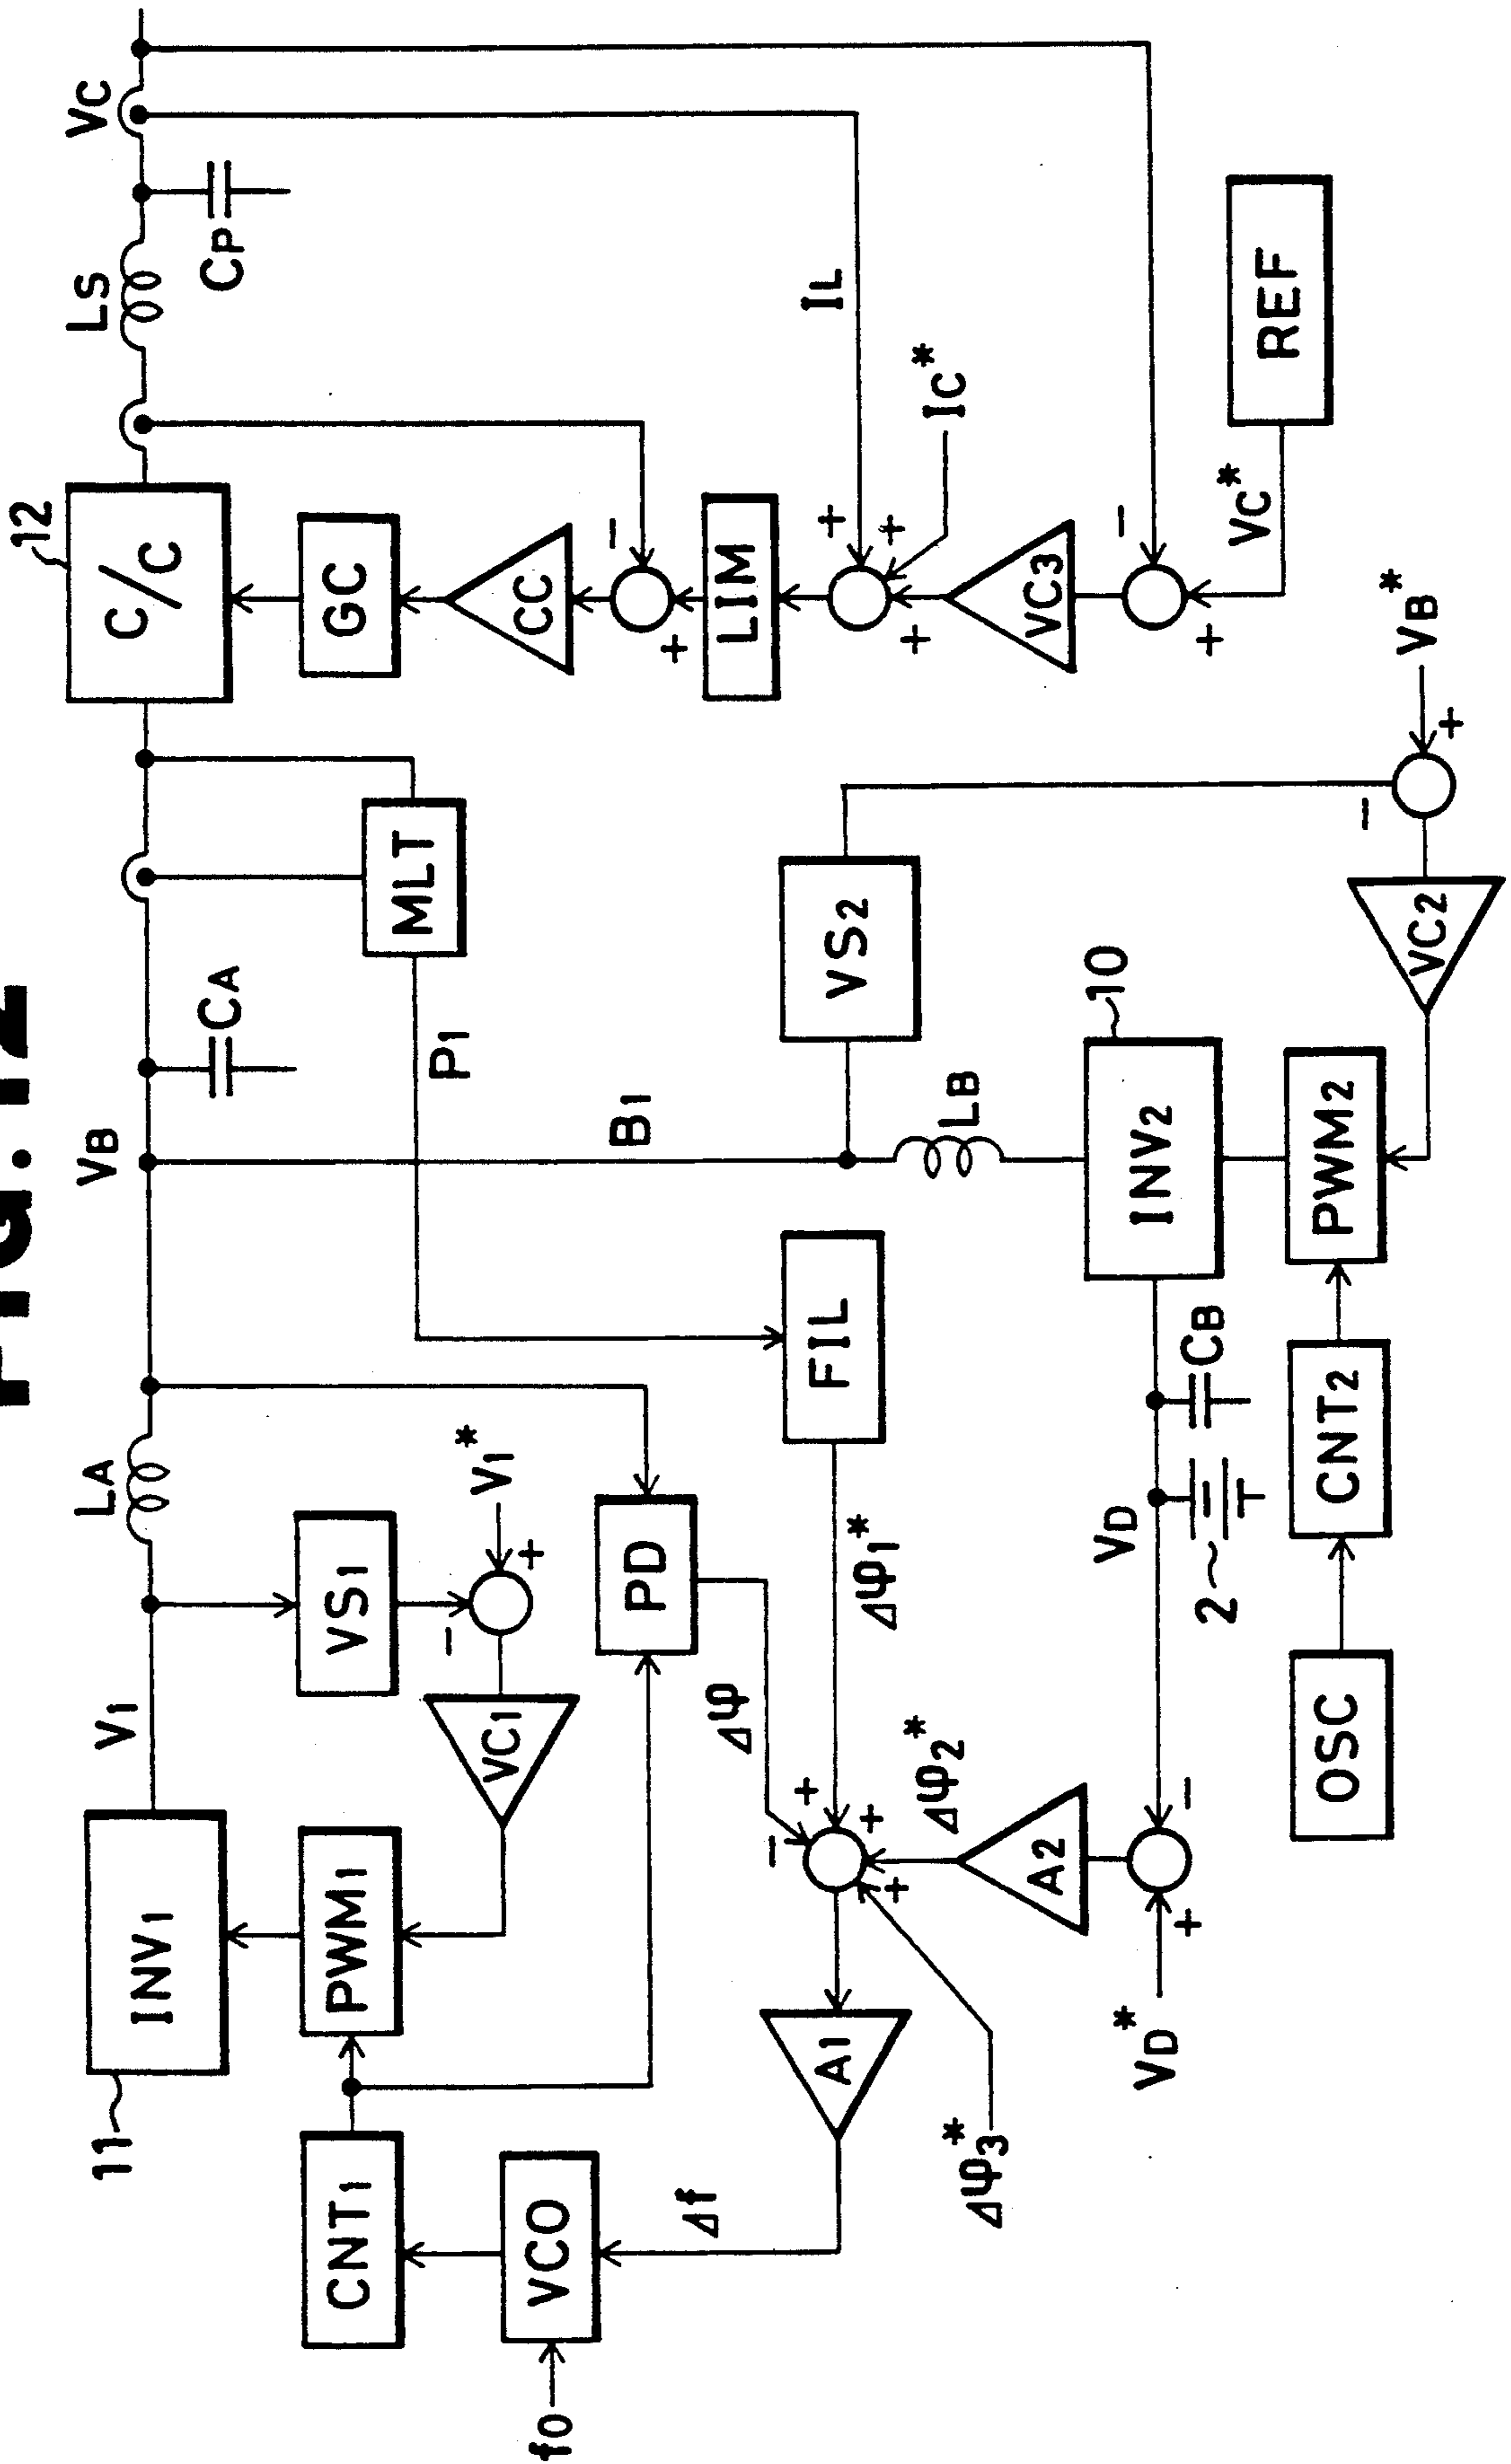 FIG. 12
11
INV1
V1
LA
VB
CA
12
C/C
LS
CP
VC
CNT1
PWM1
VS1
-
+
V1*
VC1
MLT
P1
GC
CC
-
+
LIM
IL
+
+
+
IC*
VC3
-
+
VC*
REF
f0
VCO
Δf
A1
PD
Δφ
-
+
+
+
Δφ1*
Δφ2*
Δφ3*
FIL
B1
VS2
LB
10
INV2
A2
+
-
VD*
VD
2
CB
OSC
CNT2
PWM2
VC2
-
+
VB*